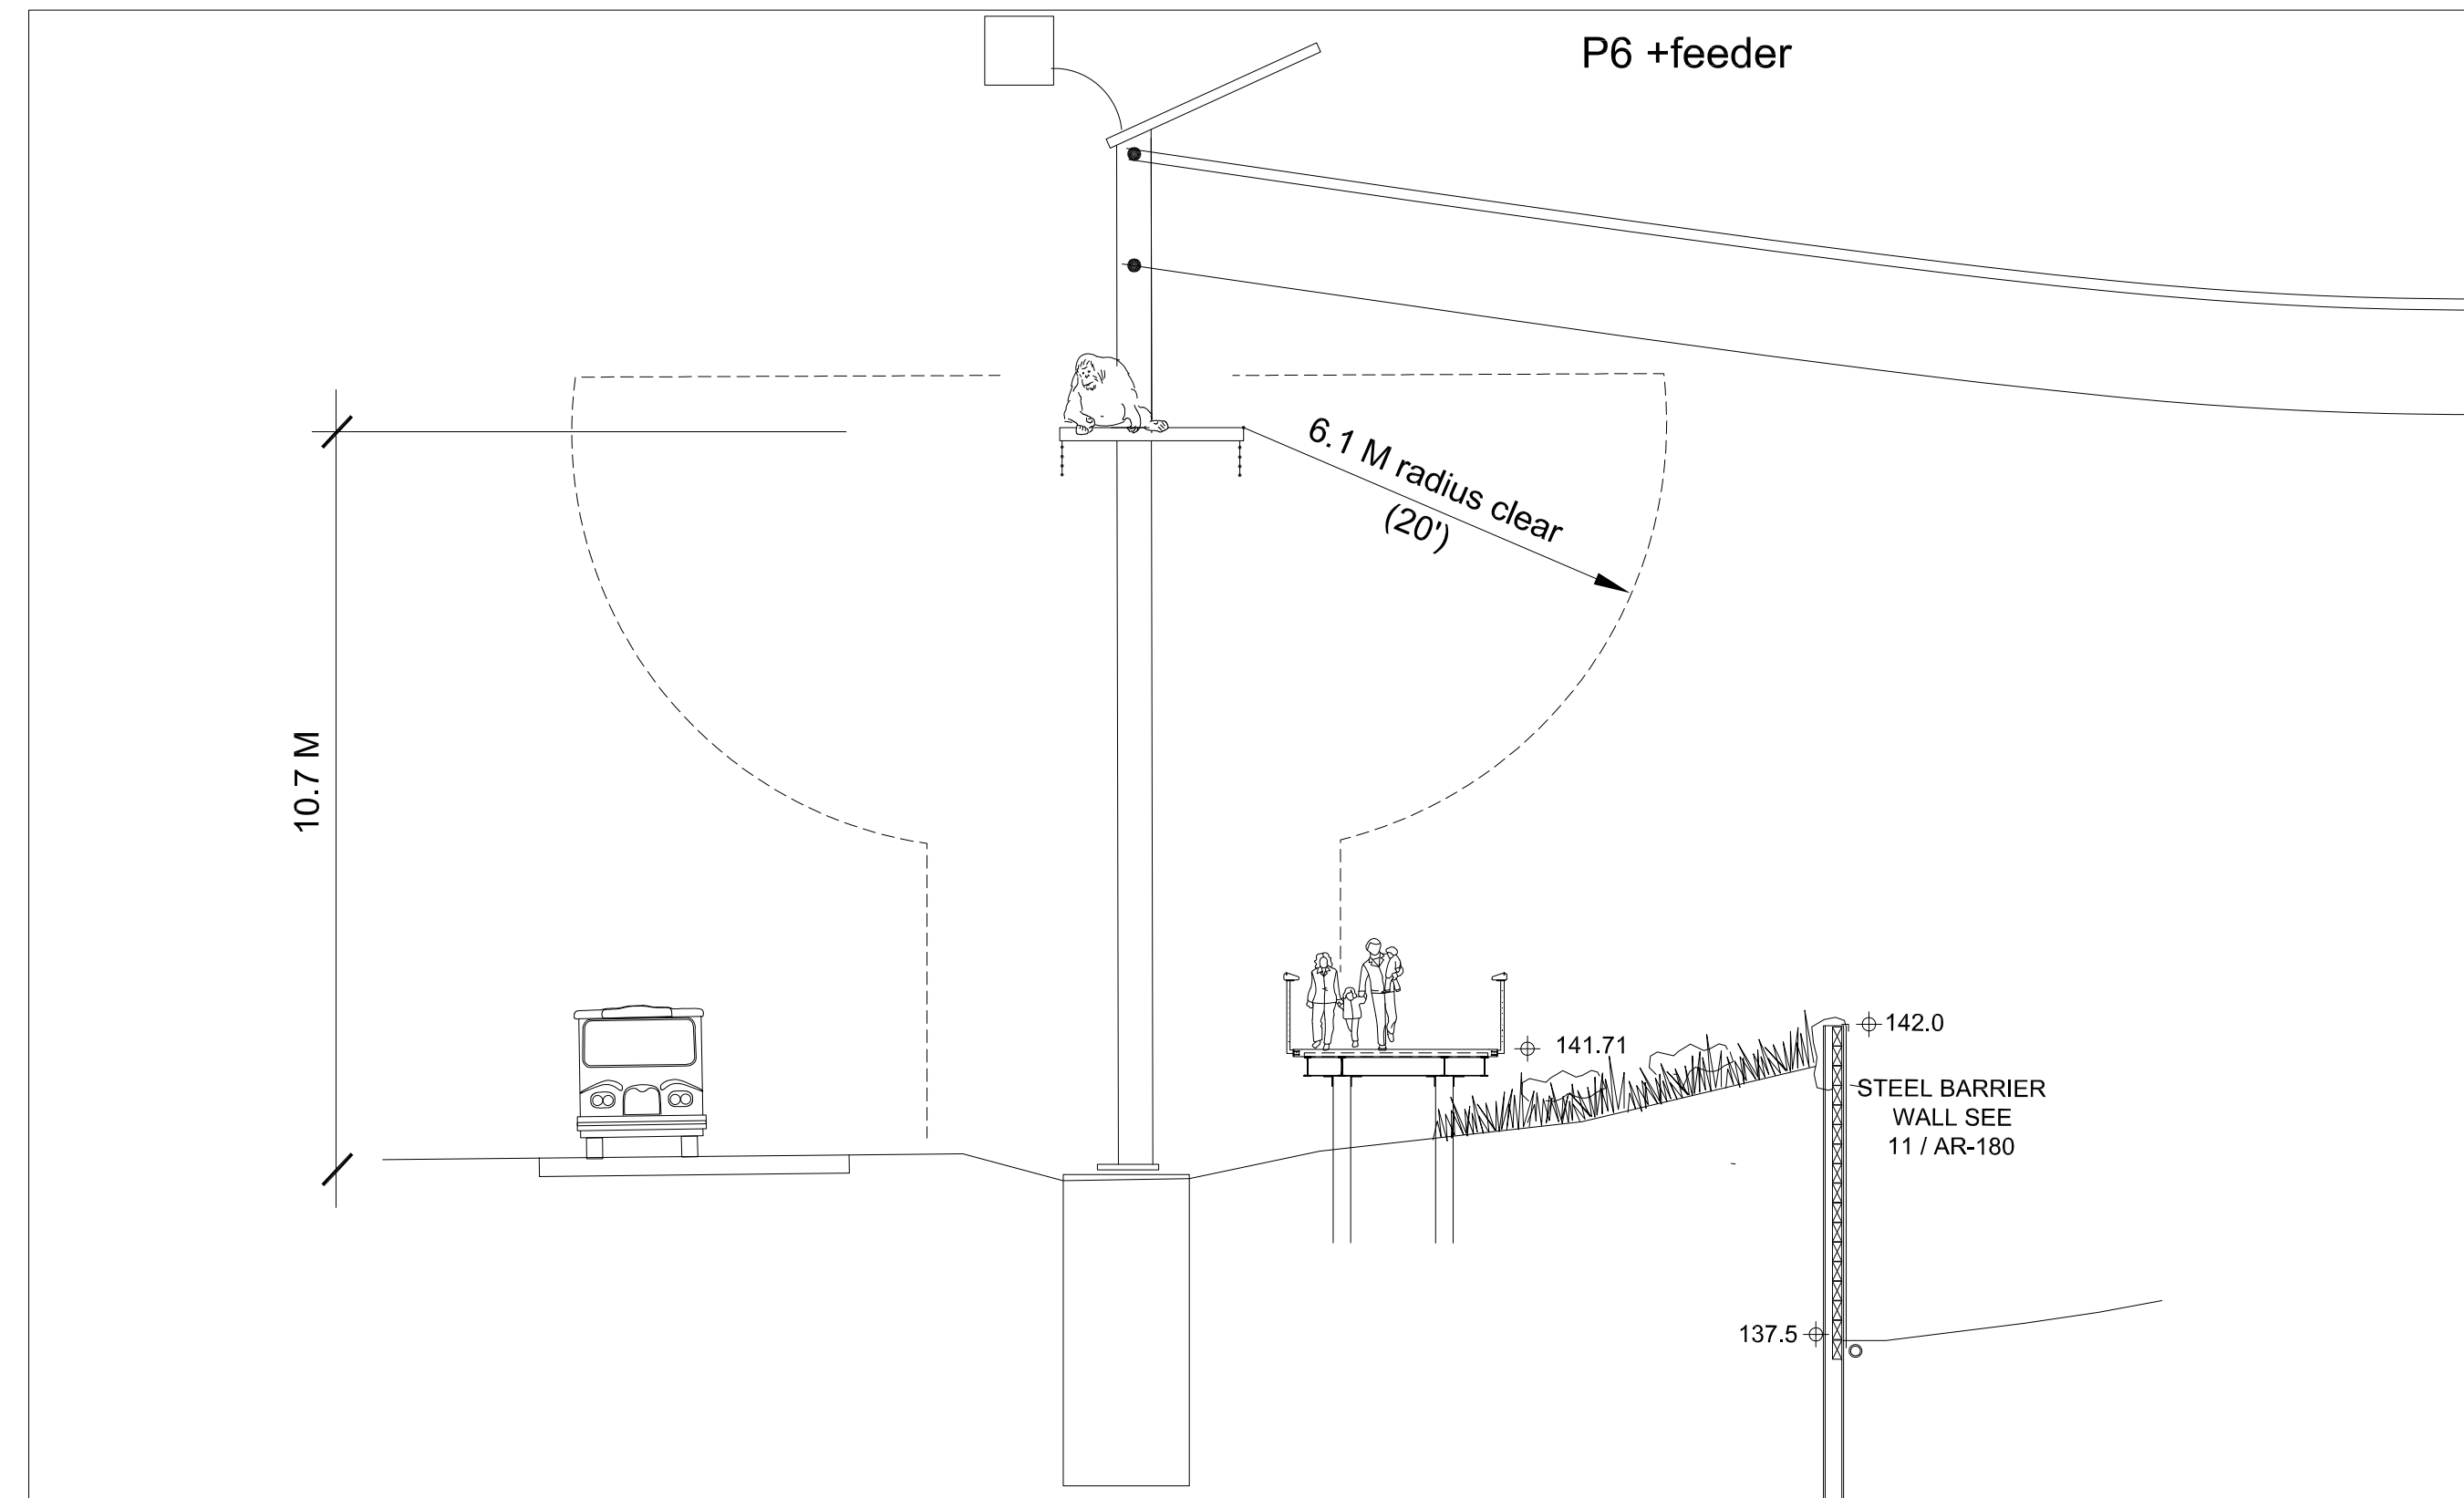 P6 +feeder
6.1 M radius clear
(20')
10.7 M
142.0
141.71
STEEL BARRIER
WALL SEE
11 / AR-180
137.5